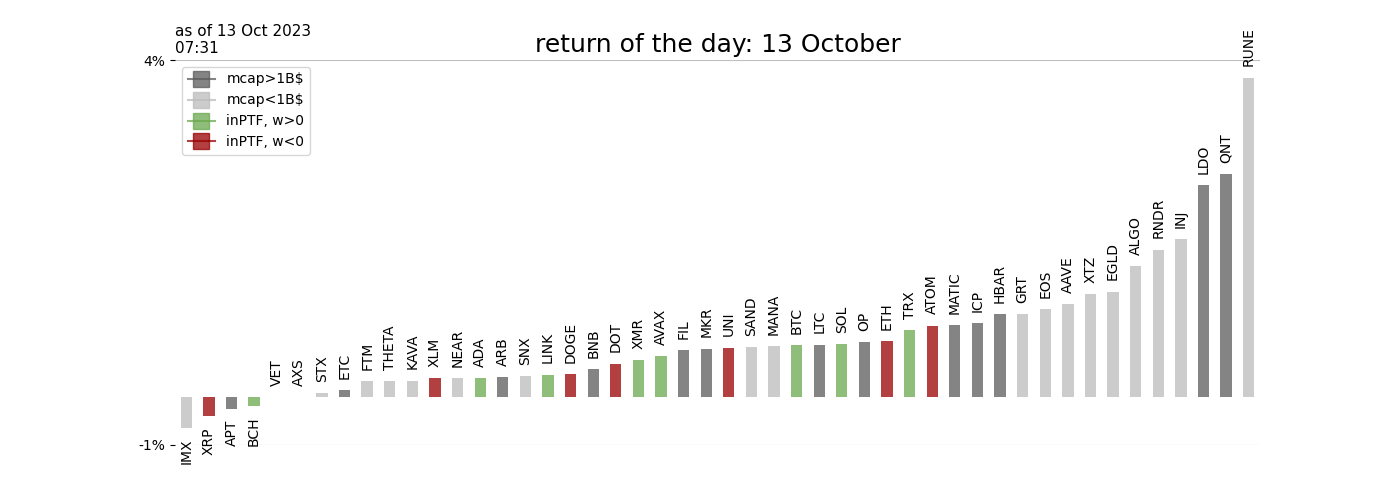 as of 13 Oct 2023
07:31
return of the day: 13 October
4%
mcap>1B$
mcap<1B$
inPTF, w>0
inPTF, w<0
-1%
IMX
XRP
APT
BCH
VET
AXS
STX
ETC
FTM
THETA
KAVA
XLM
NEAR
ADA
ARB
SNX
LINK
DOGE
BNB
DOT
XMR
AVAX
FIL
MKR
UNI
SAND
MANA
BTC
LTC
SOL
OP
ETH
TRX
ATOM
MATIC
ICP
HBAR
GRT
EOS
AAVE
XTZ
EGLD
ALGO
RNDR
INJ
LDO
QNT
RUNE